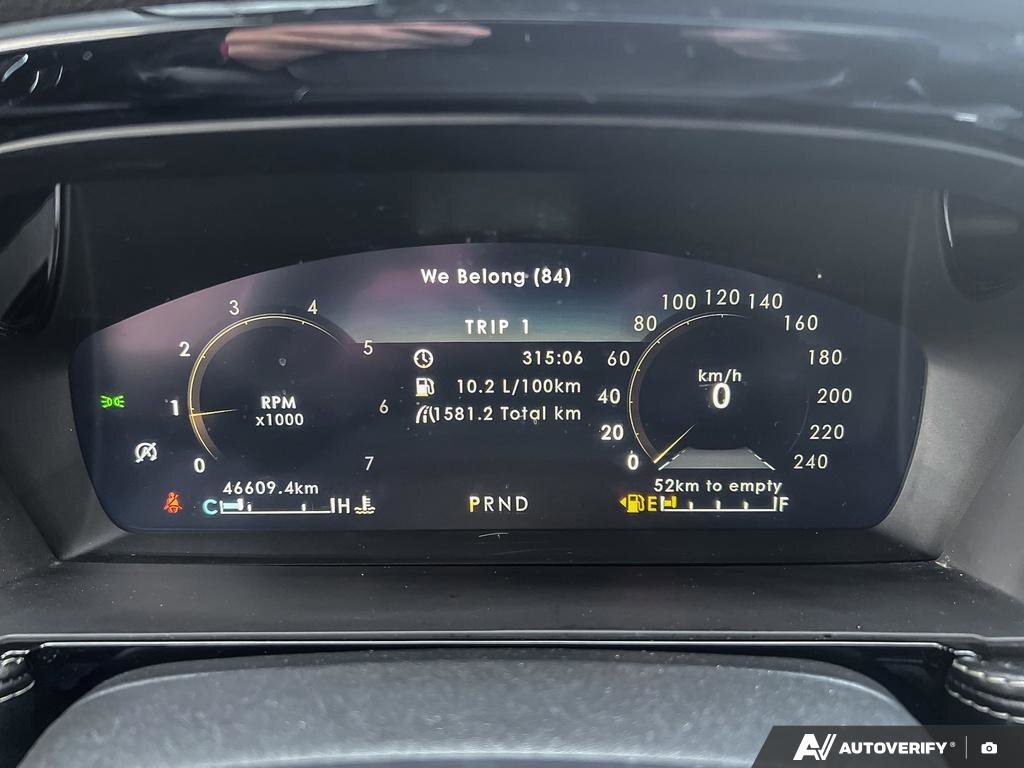 We Belong (84)
TRIP 1
315:06
10.2 L/100km
11581.2 Total km
0 1 2 3 4 5 6 7
RPM
x1000
0 20 40 60 80 100 120 140 160 180 200 220 240
km/h
0
46609.4km
C H
PRND
52km to empty
E F
AUTOVERIFY®